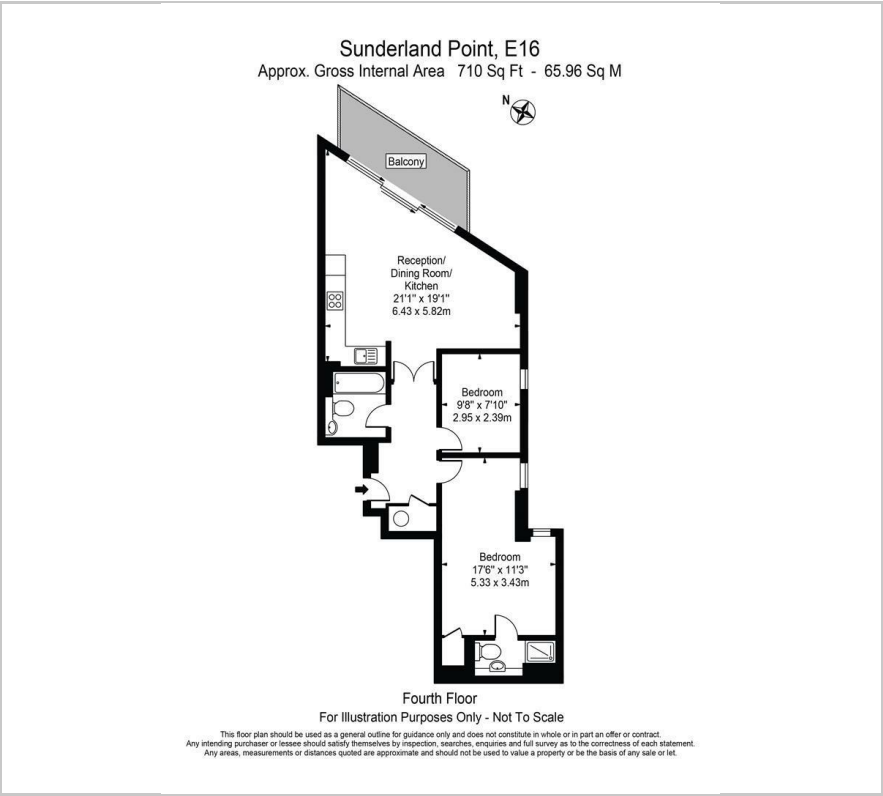 Sunderland Point, E16
Approx. Gross Internal Area 710 Sq Ft - 65.96 Sq M
N
Balcony
Reception/
Dining Room/
Kitchen
21'1" x 19'1"
6.43 x 5.82m
Bedroom
9'8" x 7'10"
2.95 x 2.39m
Bedroom
17'6" x 11'3"
5.33 x 3.43m
Fourth Floor
For Illustration Purposes Only - Not To Scale
This floor plan should be used as a general outline for guidance only and does not constitute in whole or in part an offer or contract.
Any intending purchaser or lessee should satisfy themselves by inspection, searches, enquiries and full survey as to the correctness of each statement.
Any areas, measurements or distances quoted are approximate and should not be used to value a property or be the basis of any sale or let.